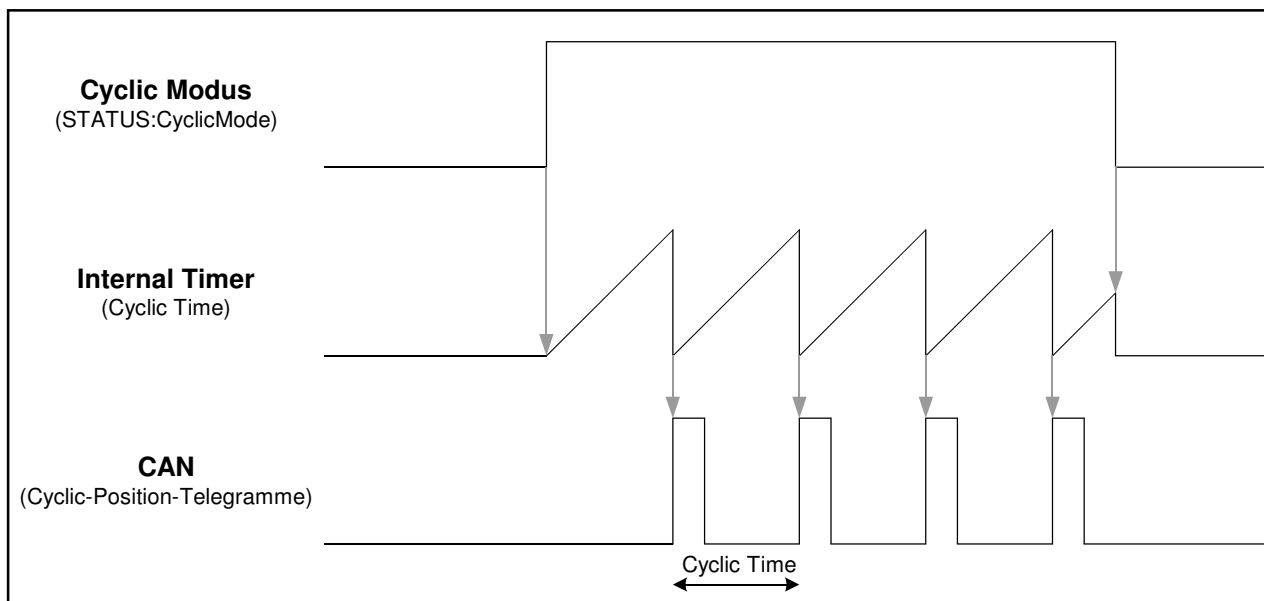 Cyclic Modus
(STATUS:CyclicMode)
Internal Timer
(Cyclic Time)
CAN
(Cyclic-Position-Telegramme)
Cyclic Time